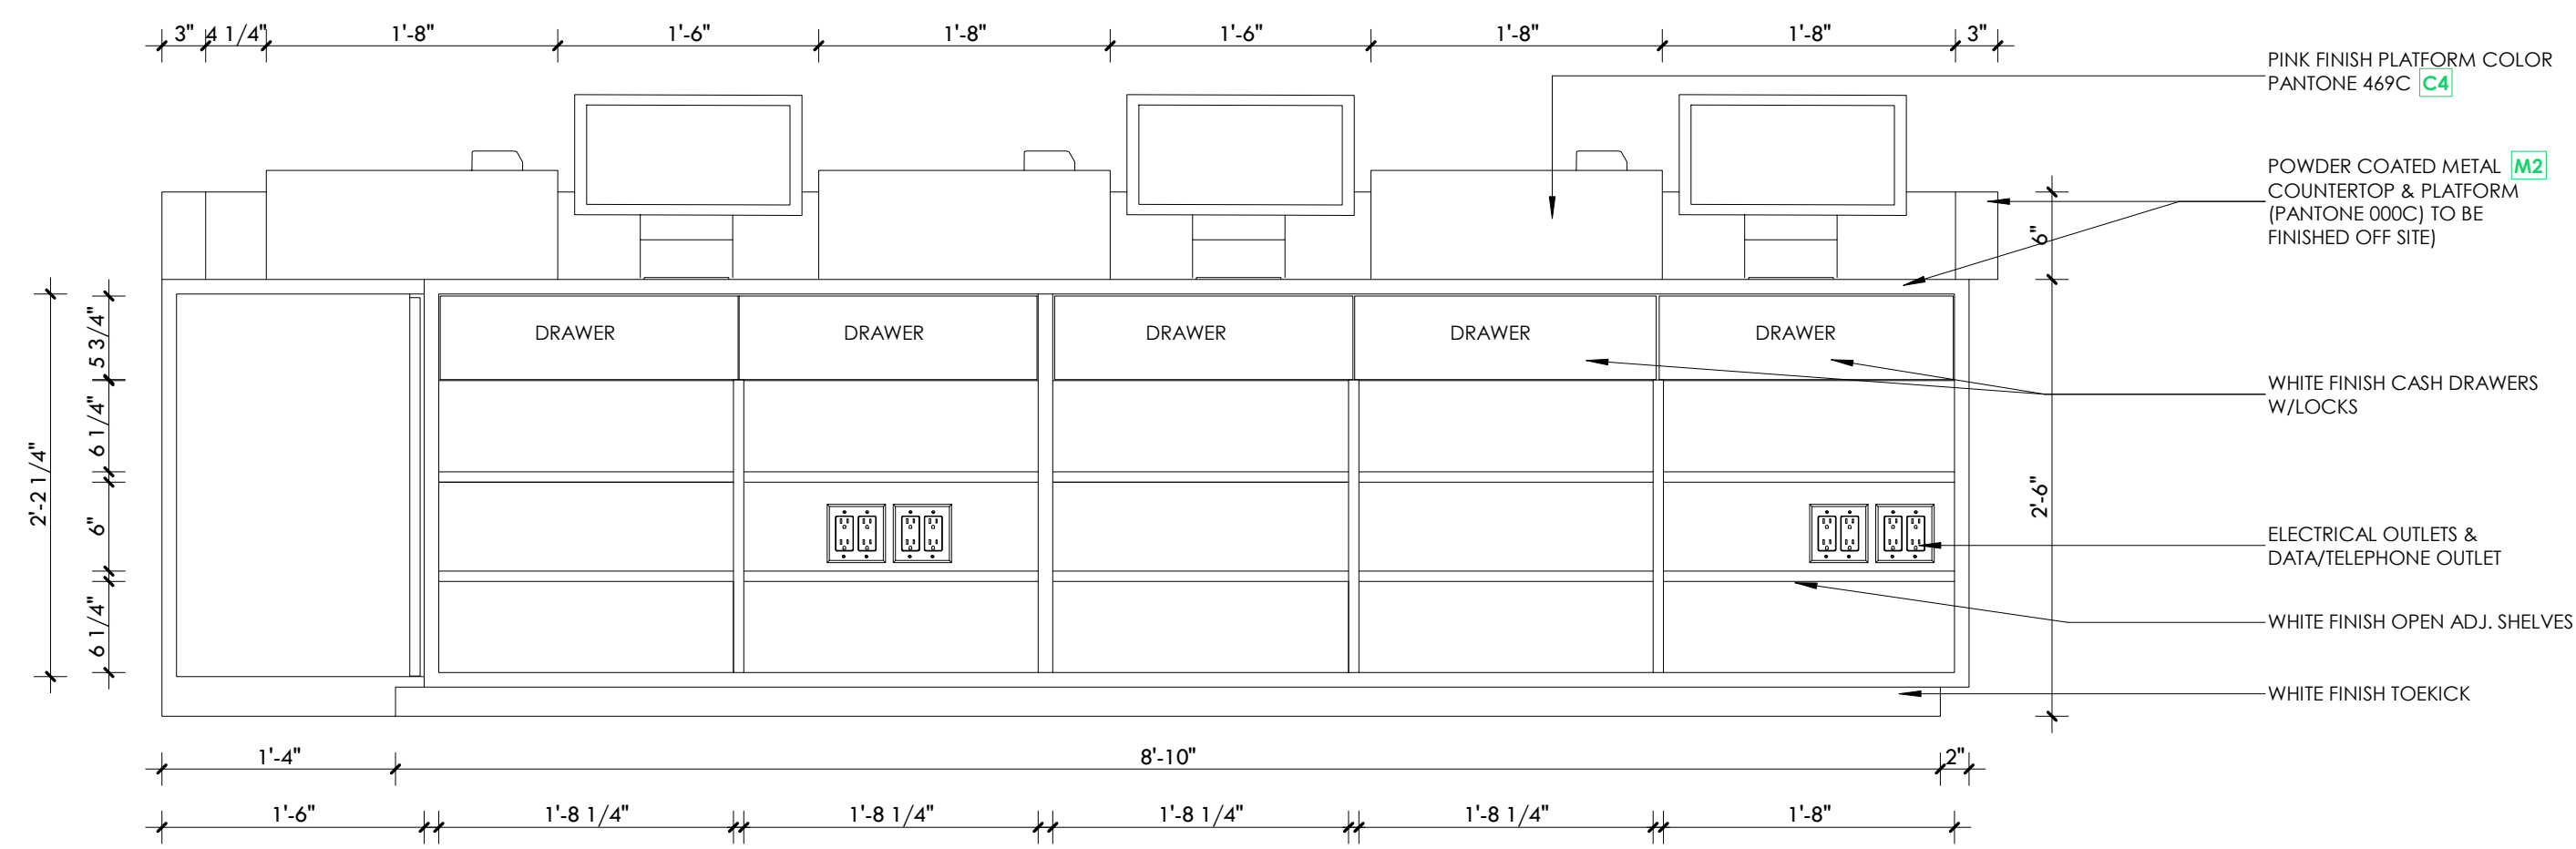 3" 4 1/4" 1'-8" 1'-6" 1'-8" 1'-6" 1'-8" 1'-8" 3"
PINK FINISH PLATFORM COLOR
PANTONE 469C C4
POWDER COATED METAL M2
COUNTERTOP & PLATFORM
(PANTONE 000C) TO BE
FINISHED OFF SITE)
6"
DRAWER DRAWER DRAWER DRAWER DRAWER
5 3/4"
WHITE FINISH CASH DRAWERS
W/LOCKS
6 1/4"
2'-2 1/4"
2'-6"
6"
ELECTRICAL OUTLETS &
DATA/TELEPHONE OUTLET
6 1/4"
WHITE FINISH OPEN ADJ. SHELVES
WHITE FINISH TOEKICK
1'-4" 8'-10" 2"
1'-6" 1'-8 1/4" 1'-8 1/4" 1'-8 1/4" 1'-8 1/4" 1'-8"